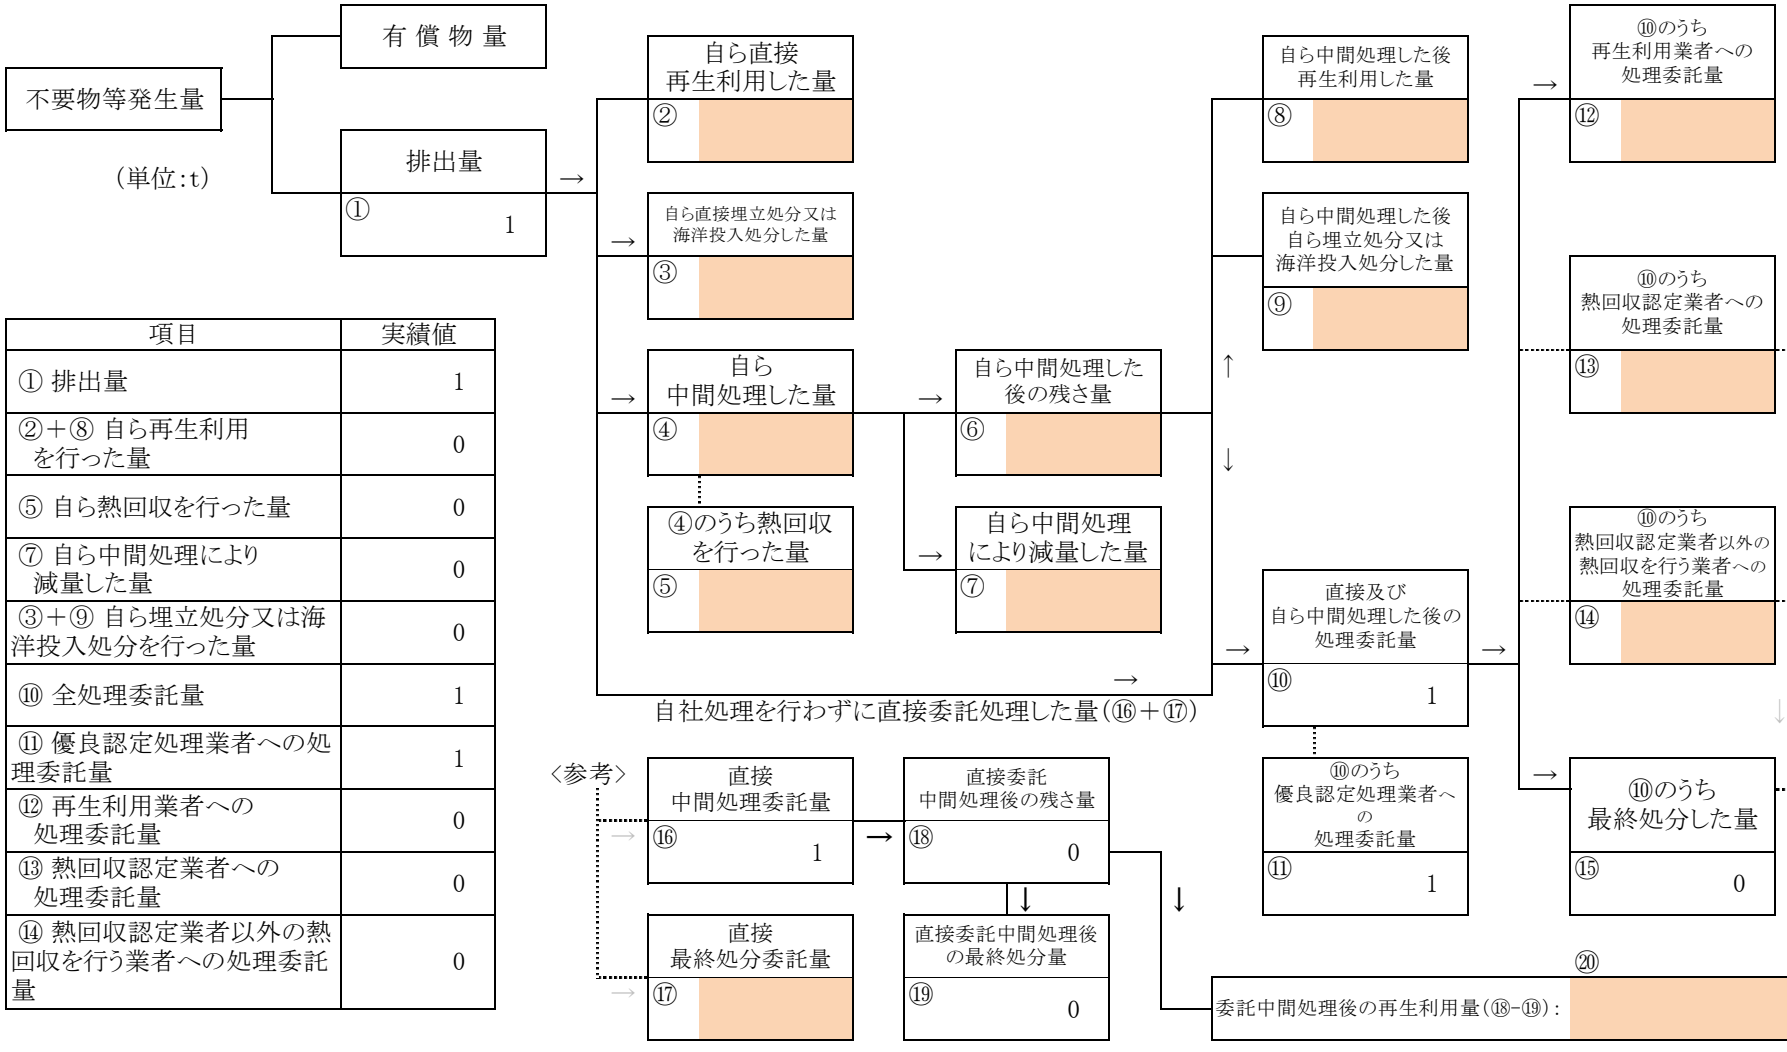 有償物量
不要物等発生量
(単位:t)
排出量
①
1
→
自ら直接
再生利用した量
②
→
自ら直接埋立処分又は
海洋投入処分した量
③
→
自ら
中間処理した量
④
④のうち熱回収
を行った量
⑤
→
自ら中間処理した
後の残さ量
⑥
→
自ら中間処理
により減量した量
⑦
自ら中間処理した後
再生利用した量
⑧
自ら中間処理した後
自ら埋立処分又は
海洋投入処分した量
⑨
↑
↓
→
直接及び
自ら中間処理した後の
処理委託量
⑩
1
→
⑩のうち
優良認定処理業者へ
の
処理委託量
⑪
1
→
⑩のうち
再生利用業者への
処理委託量
⑫
⑩のうち
熱回収認定業者への
処理委託量
⑬
⑩のうち
熱回収認定業者以外の
熱回収を行う業者への
処理委託量
⑭
↓
→
⑩のうち
最終処分した量
⑮
0
→
自社処理を行わずに直接委託処理した量(⑯+⑰)
<参考>
→
直接
中間処理委託量
⑯
1
→
直接委託
中間処理後の残さ量
⑱
0
↓
↓
→
直接
最終処分委託量
⑰
直接委託中間処理後
の最終処分量
⑲
0
⑳
委託中間処理後の再生利用量(⑱-⑲):
項目 実績値
① 排出量 1
②+⑧ 自ら再生利用
を行った量 0
⑤ 自ら熱回収を行った量 0
⑦ 自ら中間処理により
減量した量 0
③+⑨ 自ら埋立処分又は海
洋投入処分を行った量 0
⑩ 全処理委託量 1
⑪ 優良認定処理業者への処
理委託量 1
⑫ 再生利用業者への
処理委託量 0
⑬ 熱回収認定業者への
処理委託量 0
⑭ 熱回収認定業者以外の熱
回収を行う業者への処理委託
量 0